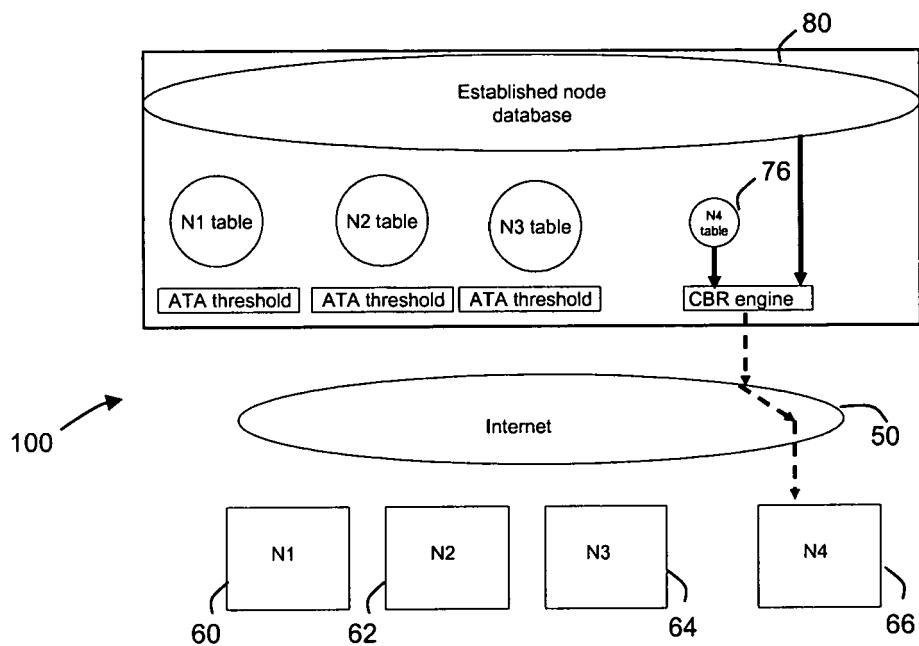 80
Established node
database
76
N1 table
N2 table
N3 table
N4
table
ATA threshold
ATA threshold
ATA threshold
CBR engine
100
Internet
50
N1
N2
N3
N4
60
62
64
66